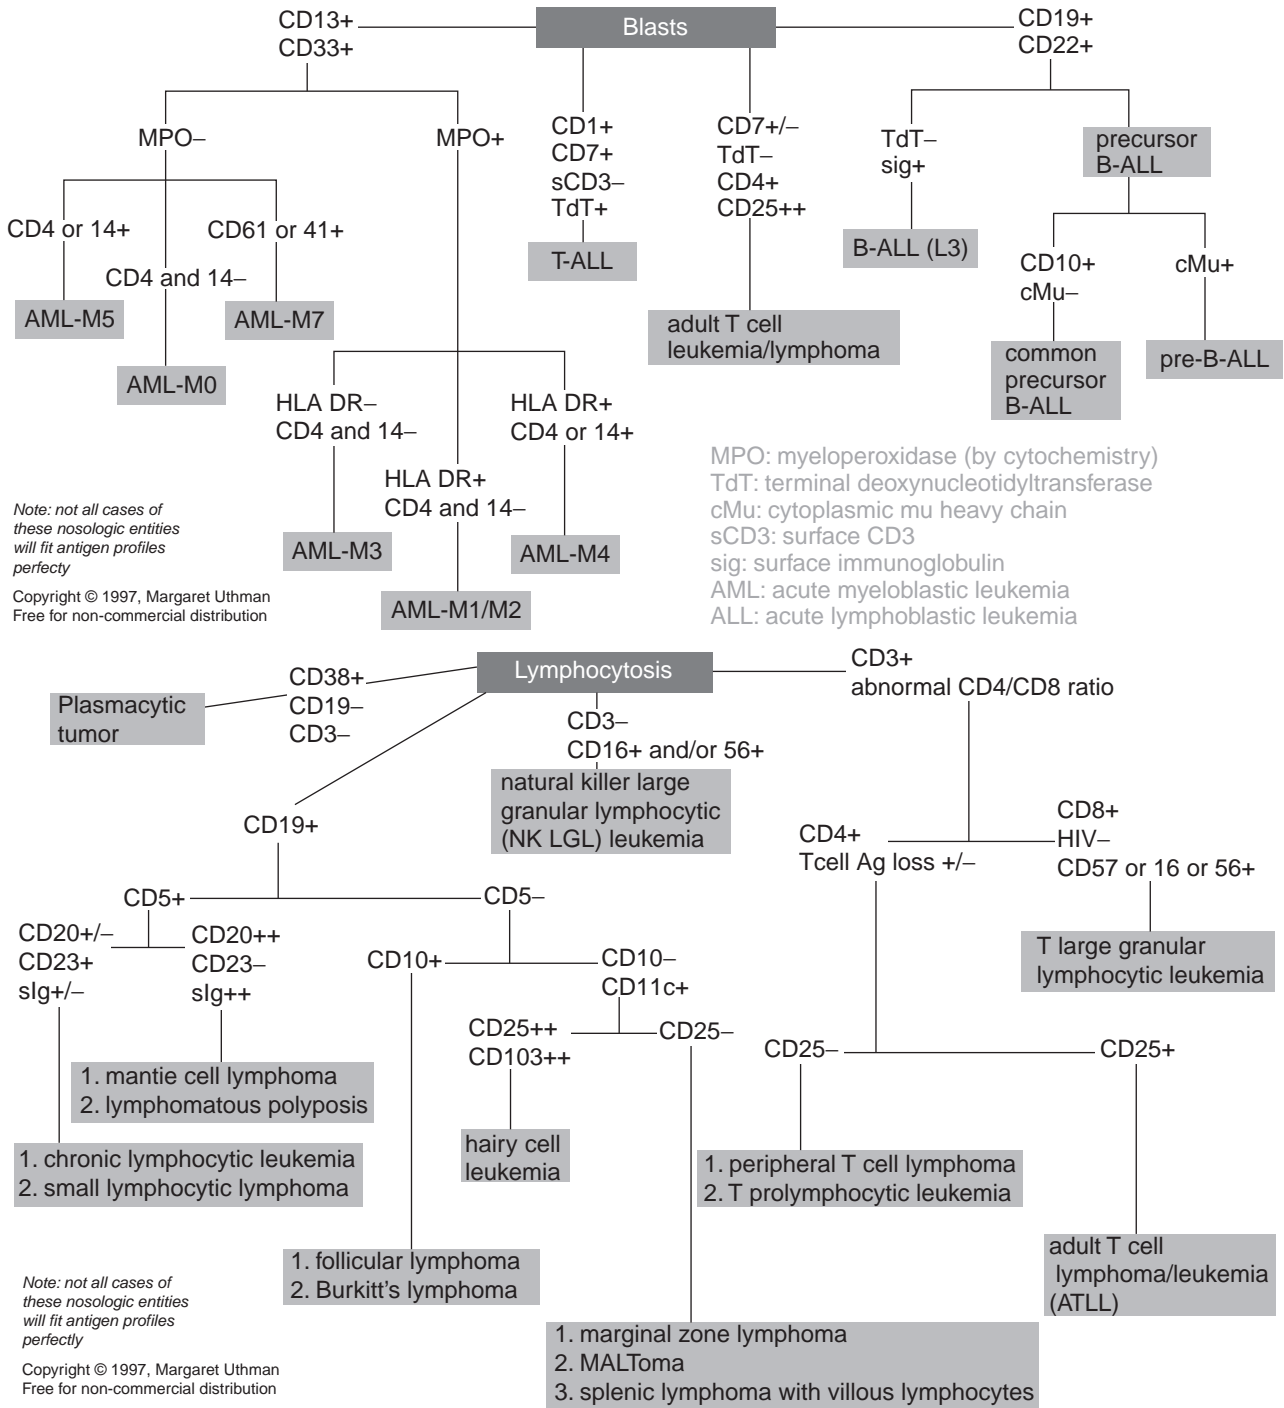 Blasts
CD13+
CD33+
CD19+
CD22+
MPO–
MPO+
CD1+
CD7+
sCD3–
TdT+
CD7+/–
TdT–
CD4+
CD25++
TdT–
sig+
precursor
B-ALL
CD4 or 14+
CD61 or 41+
CD4 and 14–
T-ALL
B-ALL (L3)
CD10+
cMu–
cMu+
AML-M5
AML-M7
AML-M0
adult T cell
leukemia/lymphoma
common
precursor
B-ALL
pre-B-ALL
HLA DR–
CD4 and 14–
HLA DR+
CD4 or 14+
HLA DR+
CD4 and 14–
AML-M3
AML-M4
AML-M1/M2
MPO: myeloperoxidase (by cytochemistry)
TdT: terminal deoxynucleotidyltransferase
cMu: cytoplasmic mu heavy chain
sCD3: surface CD3
sig: surface immunoglobulin
AML: acute myeloblastic leukemia
ALL: acute lymphoblastic leukemia
Note: not all cases of
these nosologic entities
will fit antigen profiles
perfecty
Copyright © 1997, Margaret Uthman
Free for non-commercial distribution
Lymphocytosis
CD38+
CD19–
CD3–
Plasmacytic
tumor
CD3–
CD16+ and/or 56+
natural killer large
granular lymphocytic
(NK LGL) leukemia
CD3+
abnormal CD4/CD8 ratio
CD19+
CD4+
Tcell Ag loss +/–
CD8+
HIV–
CD57 or 16 or 56+
T large granular
lymphocytic leukemia
CD5+
CD5–
CD20+/–
CD23+
slg+/–
CD20++
CD23–
slg++
CD10+
CD10–
CD11c+
CD25++
CD103++
CD25–
CD25–
CD25+
1. mantie cell lymphoma
2. lymphomatous polyposis
1. chronic lymphocytic leukemia
2. small lymphocytic lymphoma
hairy cell
leukemia
1. peripheral T cell lymphoma
2. T prolymphocytic leukemia
1. follicular lymphoma
2. Burkitt's lymphoma
adult T cell
lymphoma/leukemia
(ATLL)
1. marginal zone lymphoma
2. MALToma
3. splenic lymphoma with villous lymphocytes
Note: not all cases of
these nosologic entities
will fit antigen profiles
perfectly
Copyright © 1997, Margaret Uthman
Free for non-commercial distribution